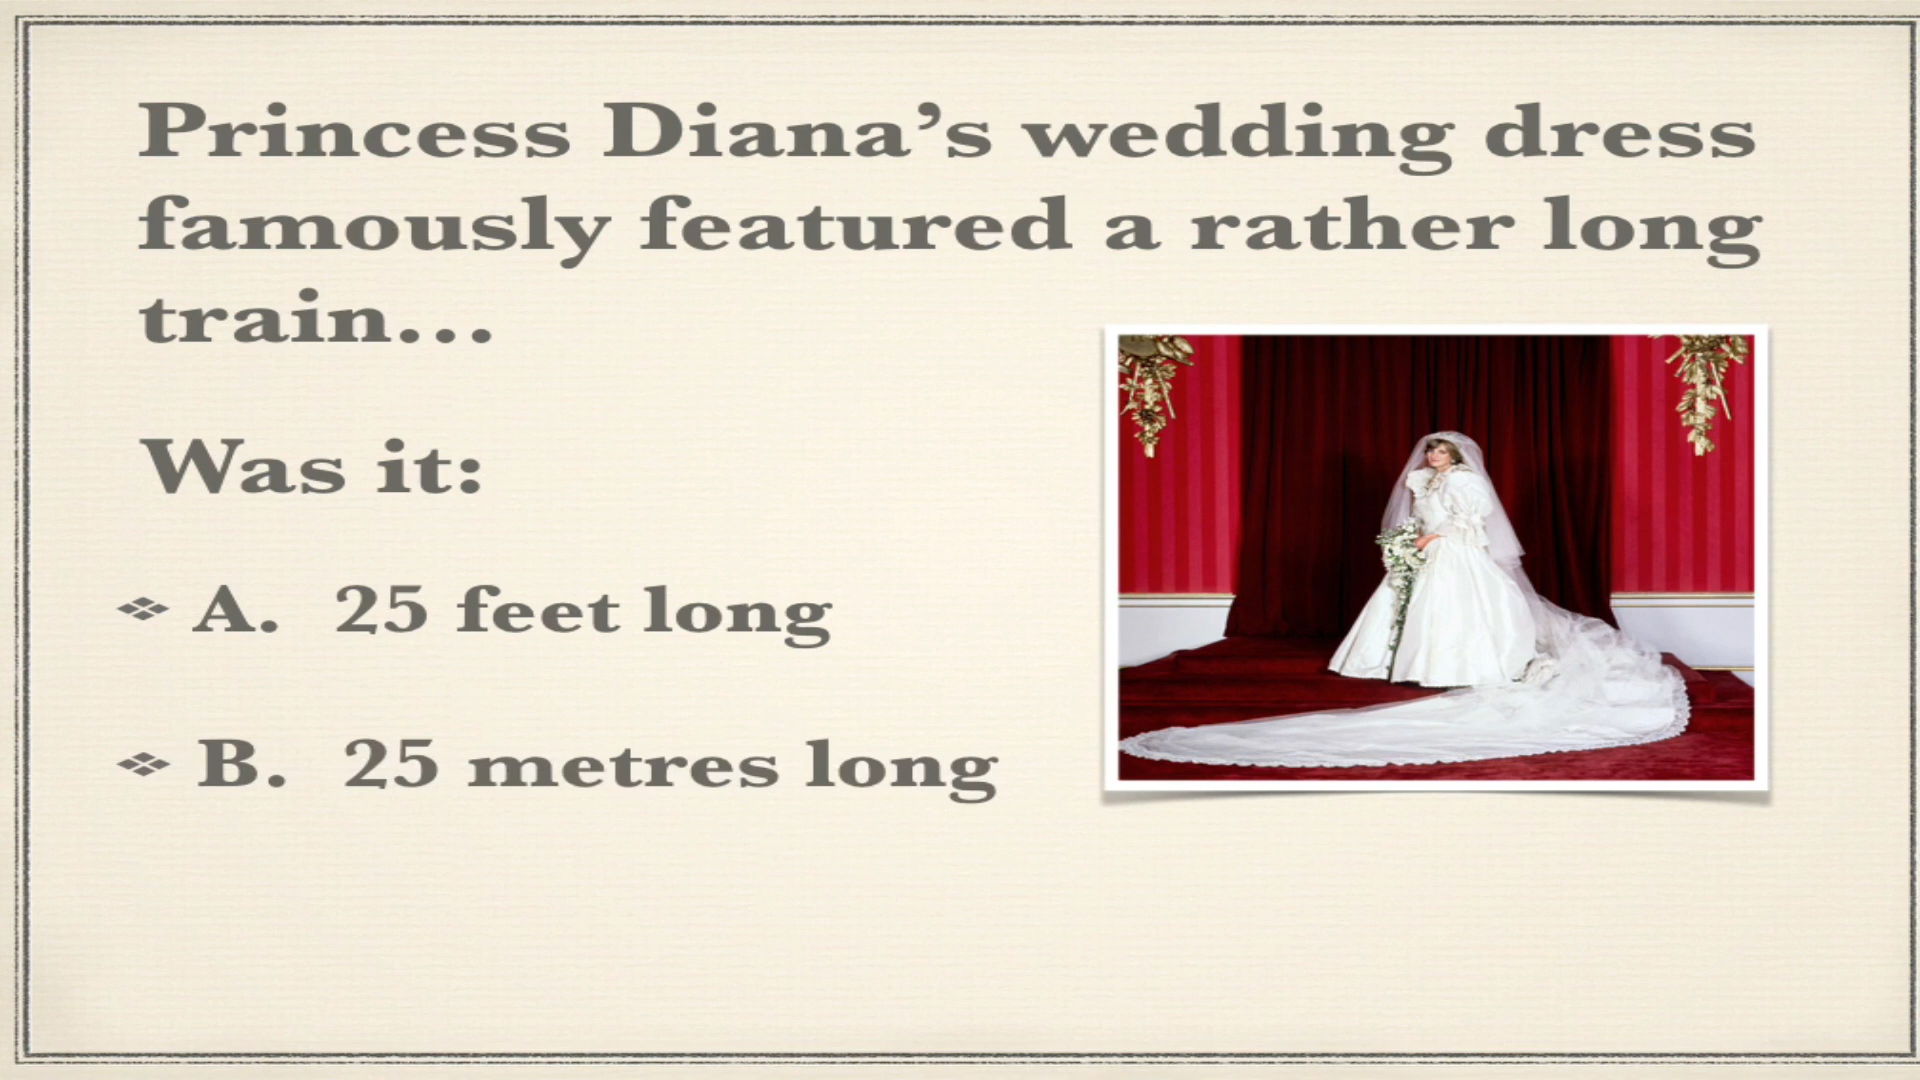 Princess Diana’s wedding dress
famously featured a rather long
train…
Was it:
A. 25 feet long
B. 25 metres long